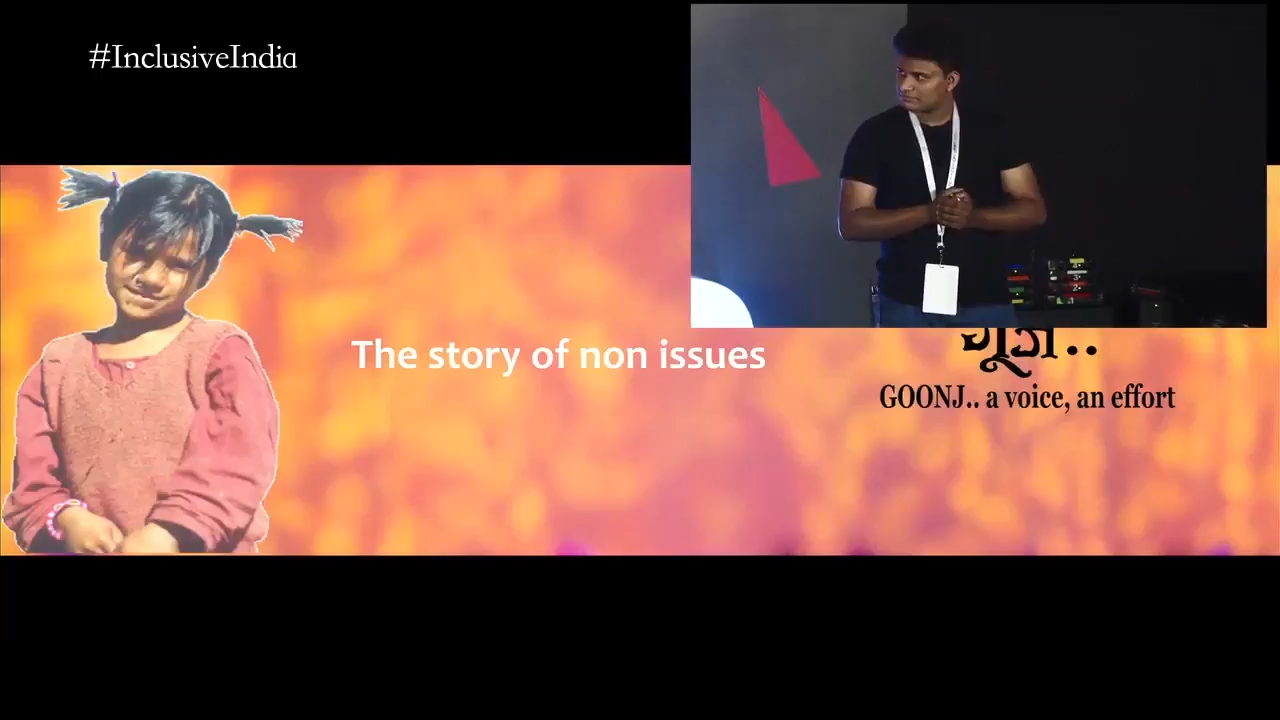 #InclusiveIndia
The story of non issues
गूँज..
GOONJ.. a voice, an effort